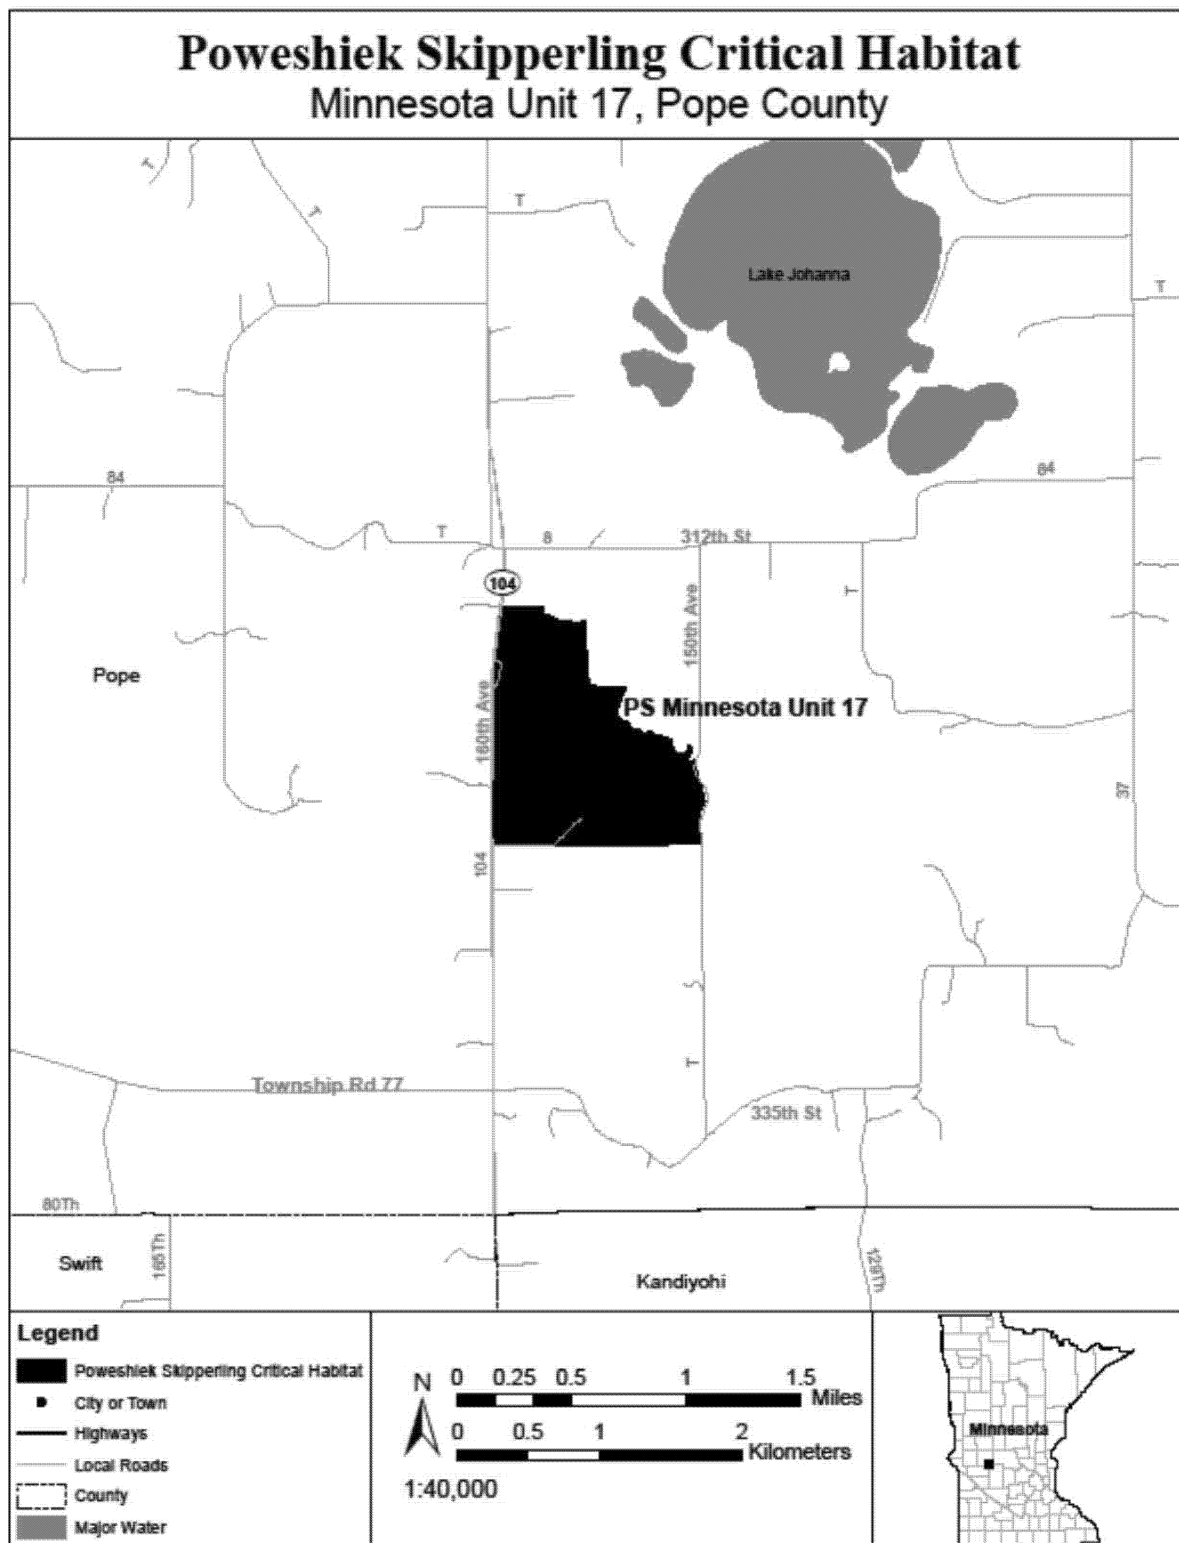 Poweshiek Skipperling Critical Habitat
Minnesota Unit 17, Pope County
T
T
T
Lake Johanna
T
84
84
T
8
312th St
104
T
150th Ave
Pope
160th Ave
PS Minnesota Unit 17
37
104
T
Township Rd 77
335th St
80Th
Swift
165Th
Kandiyohi
129Th
Legend
Poweshiek Skipperling Critical Habitat
City or Town
Highways
Local Roads
County
Major Water
N
0 0.25 0.5 1 1.5
Miles
0 0.5 1 2
Kilometers
1:40,000
Minnesota